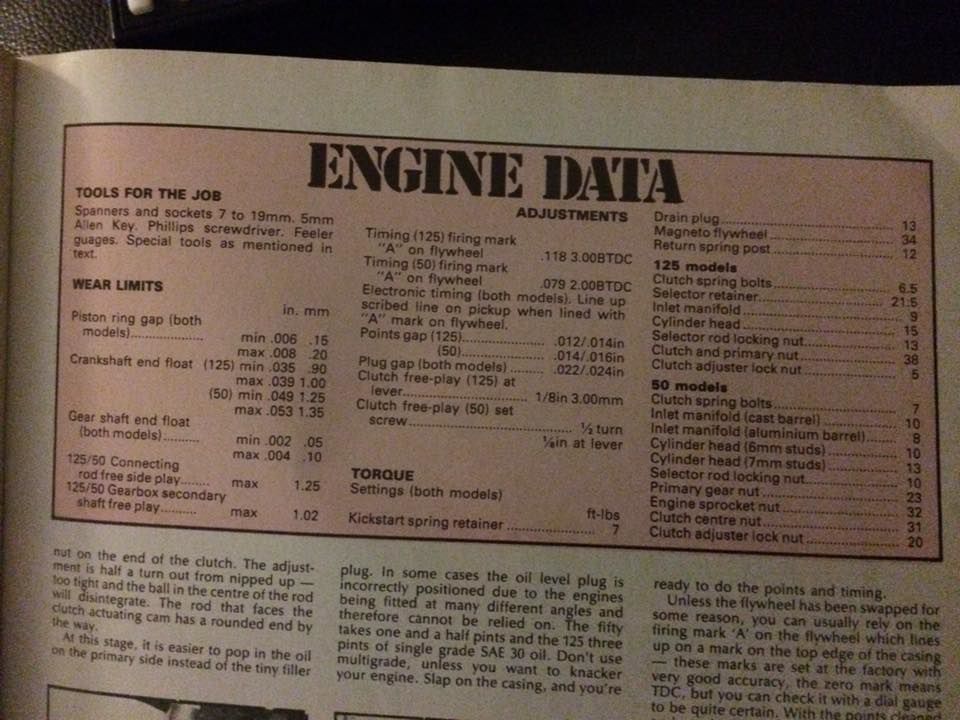 ENGINE DATA
TOOLS FOR THE JOB
Spanners and sockets 7 to 19mm. 5mm
Allen Key. Phillips screwdriver. Feeler
guages. Special tools as mentioned in
text.
WEAR LIMITS
in. mm
Piston ring gap (both
models)............ min .006 .15
max .008 .20
Crankshaft end float (125) min .035 .90
max .039 1.00
(50) min .049 1.25
max .053 1.35
Gear shaft end float
(both models).......... min .002 .05
max .004 .10
125/50 Connecting
rod free side play....... max 1.25
125/50 Gearbox secondary
shaft free play......... max 1.02
ADJUSTMENTS
Timing (125) firing mark
"A" on flywheel .118 3.00BTDC
Timing (50) firing mark
"A" on flywheel .079 2.00BTDC
Electronic timing (both models). Line up
scribed line on pickup when lined with
"A" mark on flywheel.
Points gap (125)................ .012/.014in
(50)..................... .014/.016in
Plug gap (both models) ....... .022/.024in
Clutch free-play (125) at
lever......................... 1/8in 3.00mm
Clutch free-play (50) set
screw................................ ½ turn
⅛in at lever
TORQUE
Settings (both models)
ft-lbs
Kickstart spring retainer ................. 7
Drain plug................................... 13
Magneto flywheel ......................... 34
Return spring post ........................ 12
125 models
Clutch spring bolts........................ 6.5
Selector retainer........................... 21.5
Inlet manifold .............................. 9
Cylinder head .............................. 15
Selector rod locking nut................. 13
Clutch and primary nut.................. 38
Clutch adjuster lock nut ................ 5
50 models
Clutch spring bolts........................ 7
Inlet manifold (cast barrel) ............ 10
Inlet manifold (aluminium barrel)..... 8
Cylinder head (6mm studs) ............ 10
Cylinder head (7mm studs) ............ 13
Selector rod locking nut................. 10
Primary gear nut .......................... 23
Engine sprocket nut ...................... 32
Clutch centre nut ......................... 31
Clutch adjuster lock nut ................ 20
nut on the end of the clutch. The adjust-
ment is half a turn out from nipped up —
too tight and the ball in the centre of the rod
will disintegrate. The rod that faces the
clutch actuating cam has a rounded end by
the way.
At this stage, it is easier to pop in the oil
on the primary side instead of the tiny filler
plug. In some cases the oil level plug is
incorrectly positioned due to the engines
being fitted at many different angles and
therefore cannot be relied on. The fifty
takes one and a half pints and the 125 three
pints of single grade SAE 30 oil. Don't use
multigrade, unless you want to knacker
your engine. Slap on the casing, and you're
ready to do the points and timing.
Unless the flywheel has been swapped for
some reason, you can usually rely on the
firing mark 'A' on the flywheel which lines
up on a mark on the top edge of the casing
— these marks are set at the factory with
very good accuracy, the zero mark means
TDC, but you can check it with a dial gauge
to be quite certain. With the points cleaned